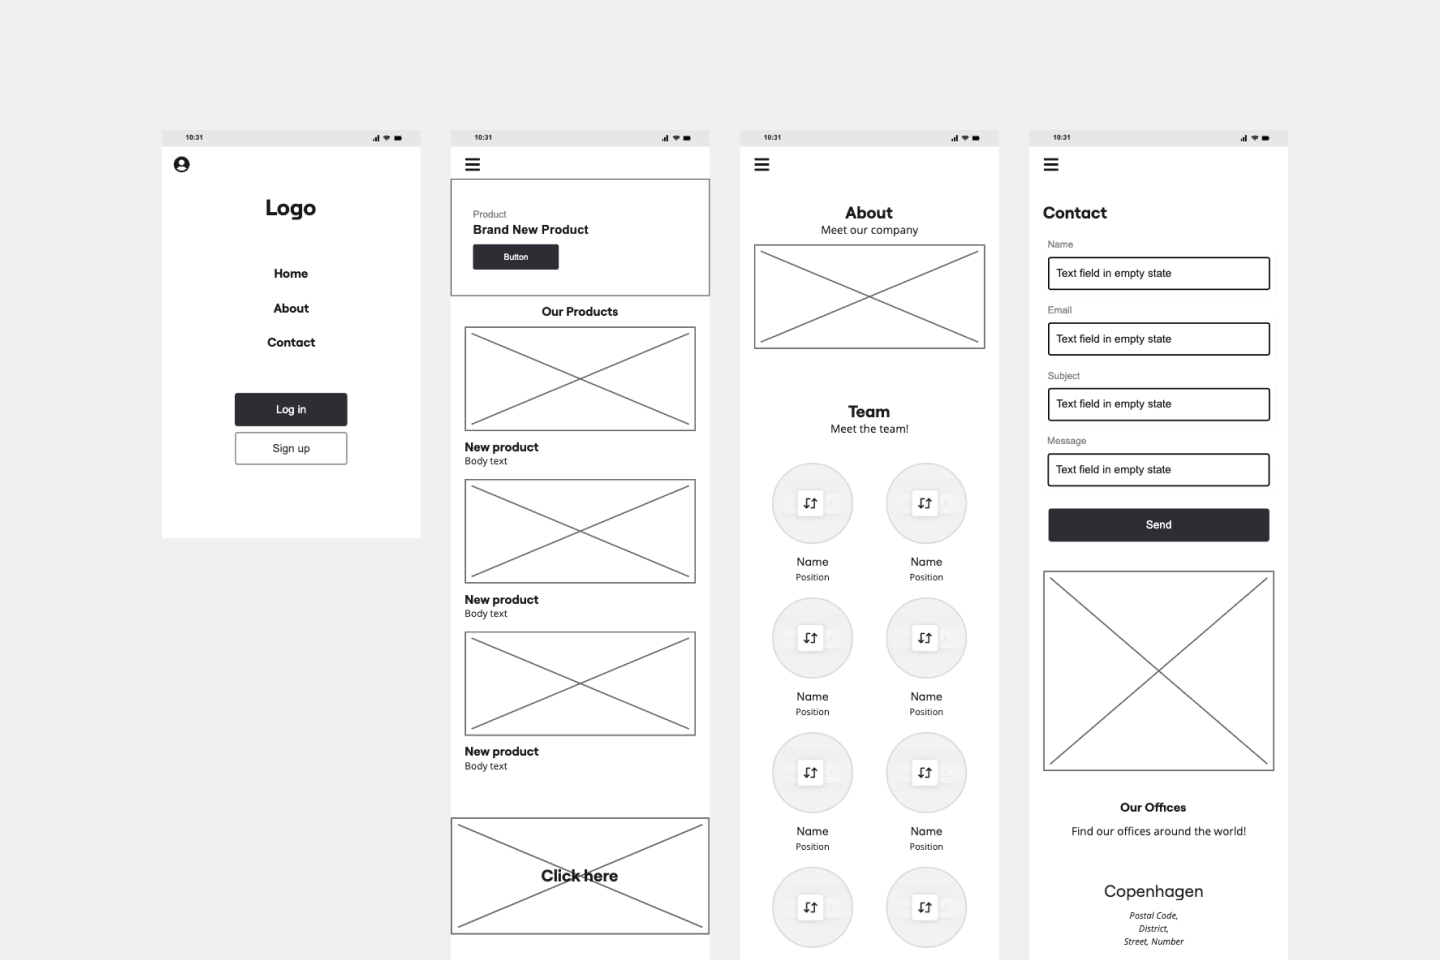 10:31
Logo
Home
About
Contact
Log in
Sign up
10:31
Product
Brand New Product
Button
Our Products
New product
Body text
New product
Body text
New product
Body text
Click here
10:31
About
Meet our company
Team
Meet the team!
Name
Position
Name
Position
Name
Position
Name
Position
Name
Position
Name
Position
10:31
Contact
Name
Text field in empty state
Email
Text field in empty state
Subject
Text field in empty state
Message
Text field in empty state
Send
Our Offices
Find our offices around the world!
Copenhagen
Postal Code,
District,
Street, Number